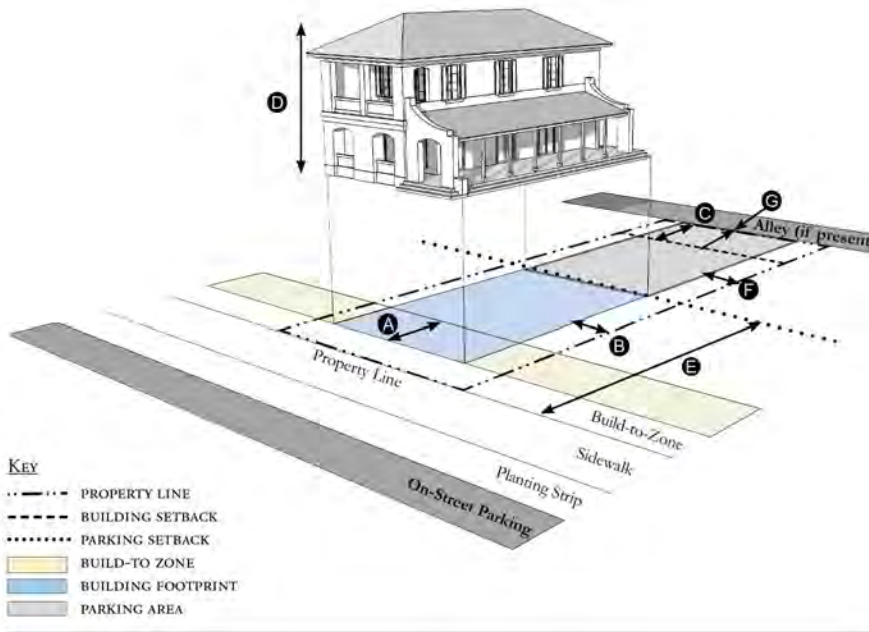 D
G
C
Alley (if present
F
A
B
E
Property Line
Build-to-Zone
Sidewalk
Planting Strip
On-Street Parking
KEY
PROPERTY LINE
BUILDING SETBACK
PARKING SETBACK
BUILD-TO ZONE
BUILDING FOOTPRINT
PARKING AREA